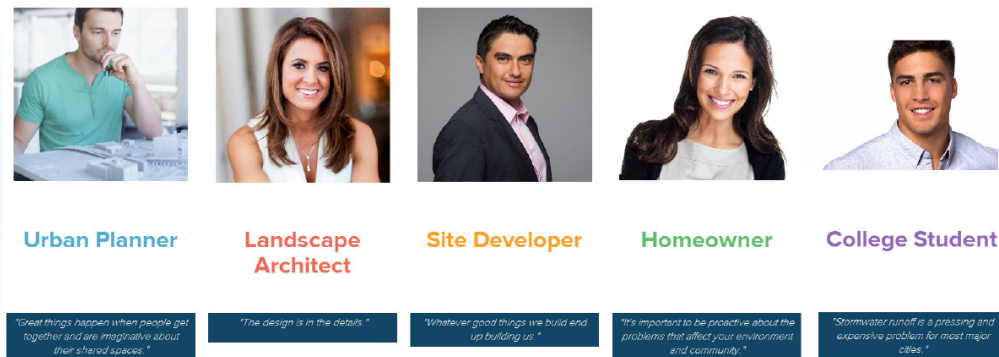 Urban Planner
Landscape
Architect
Site Developer
Homeowner
College Student
"Great things happen when people get
together and are imaginative about
their shared spaces."
"The design is in the details."
"Whatever good things we build end
up building us."
"It's important to be proactive about the
problems that affect your environment
and community."
"Stormwater runoff is a pressing and
expensive problem for most major
cities."